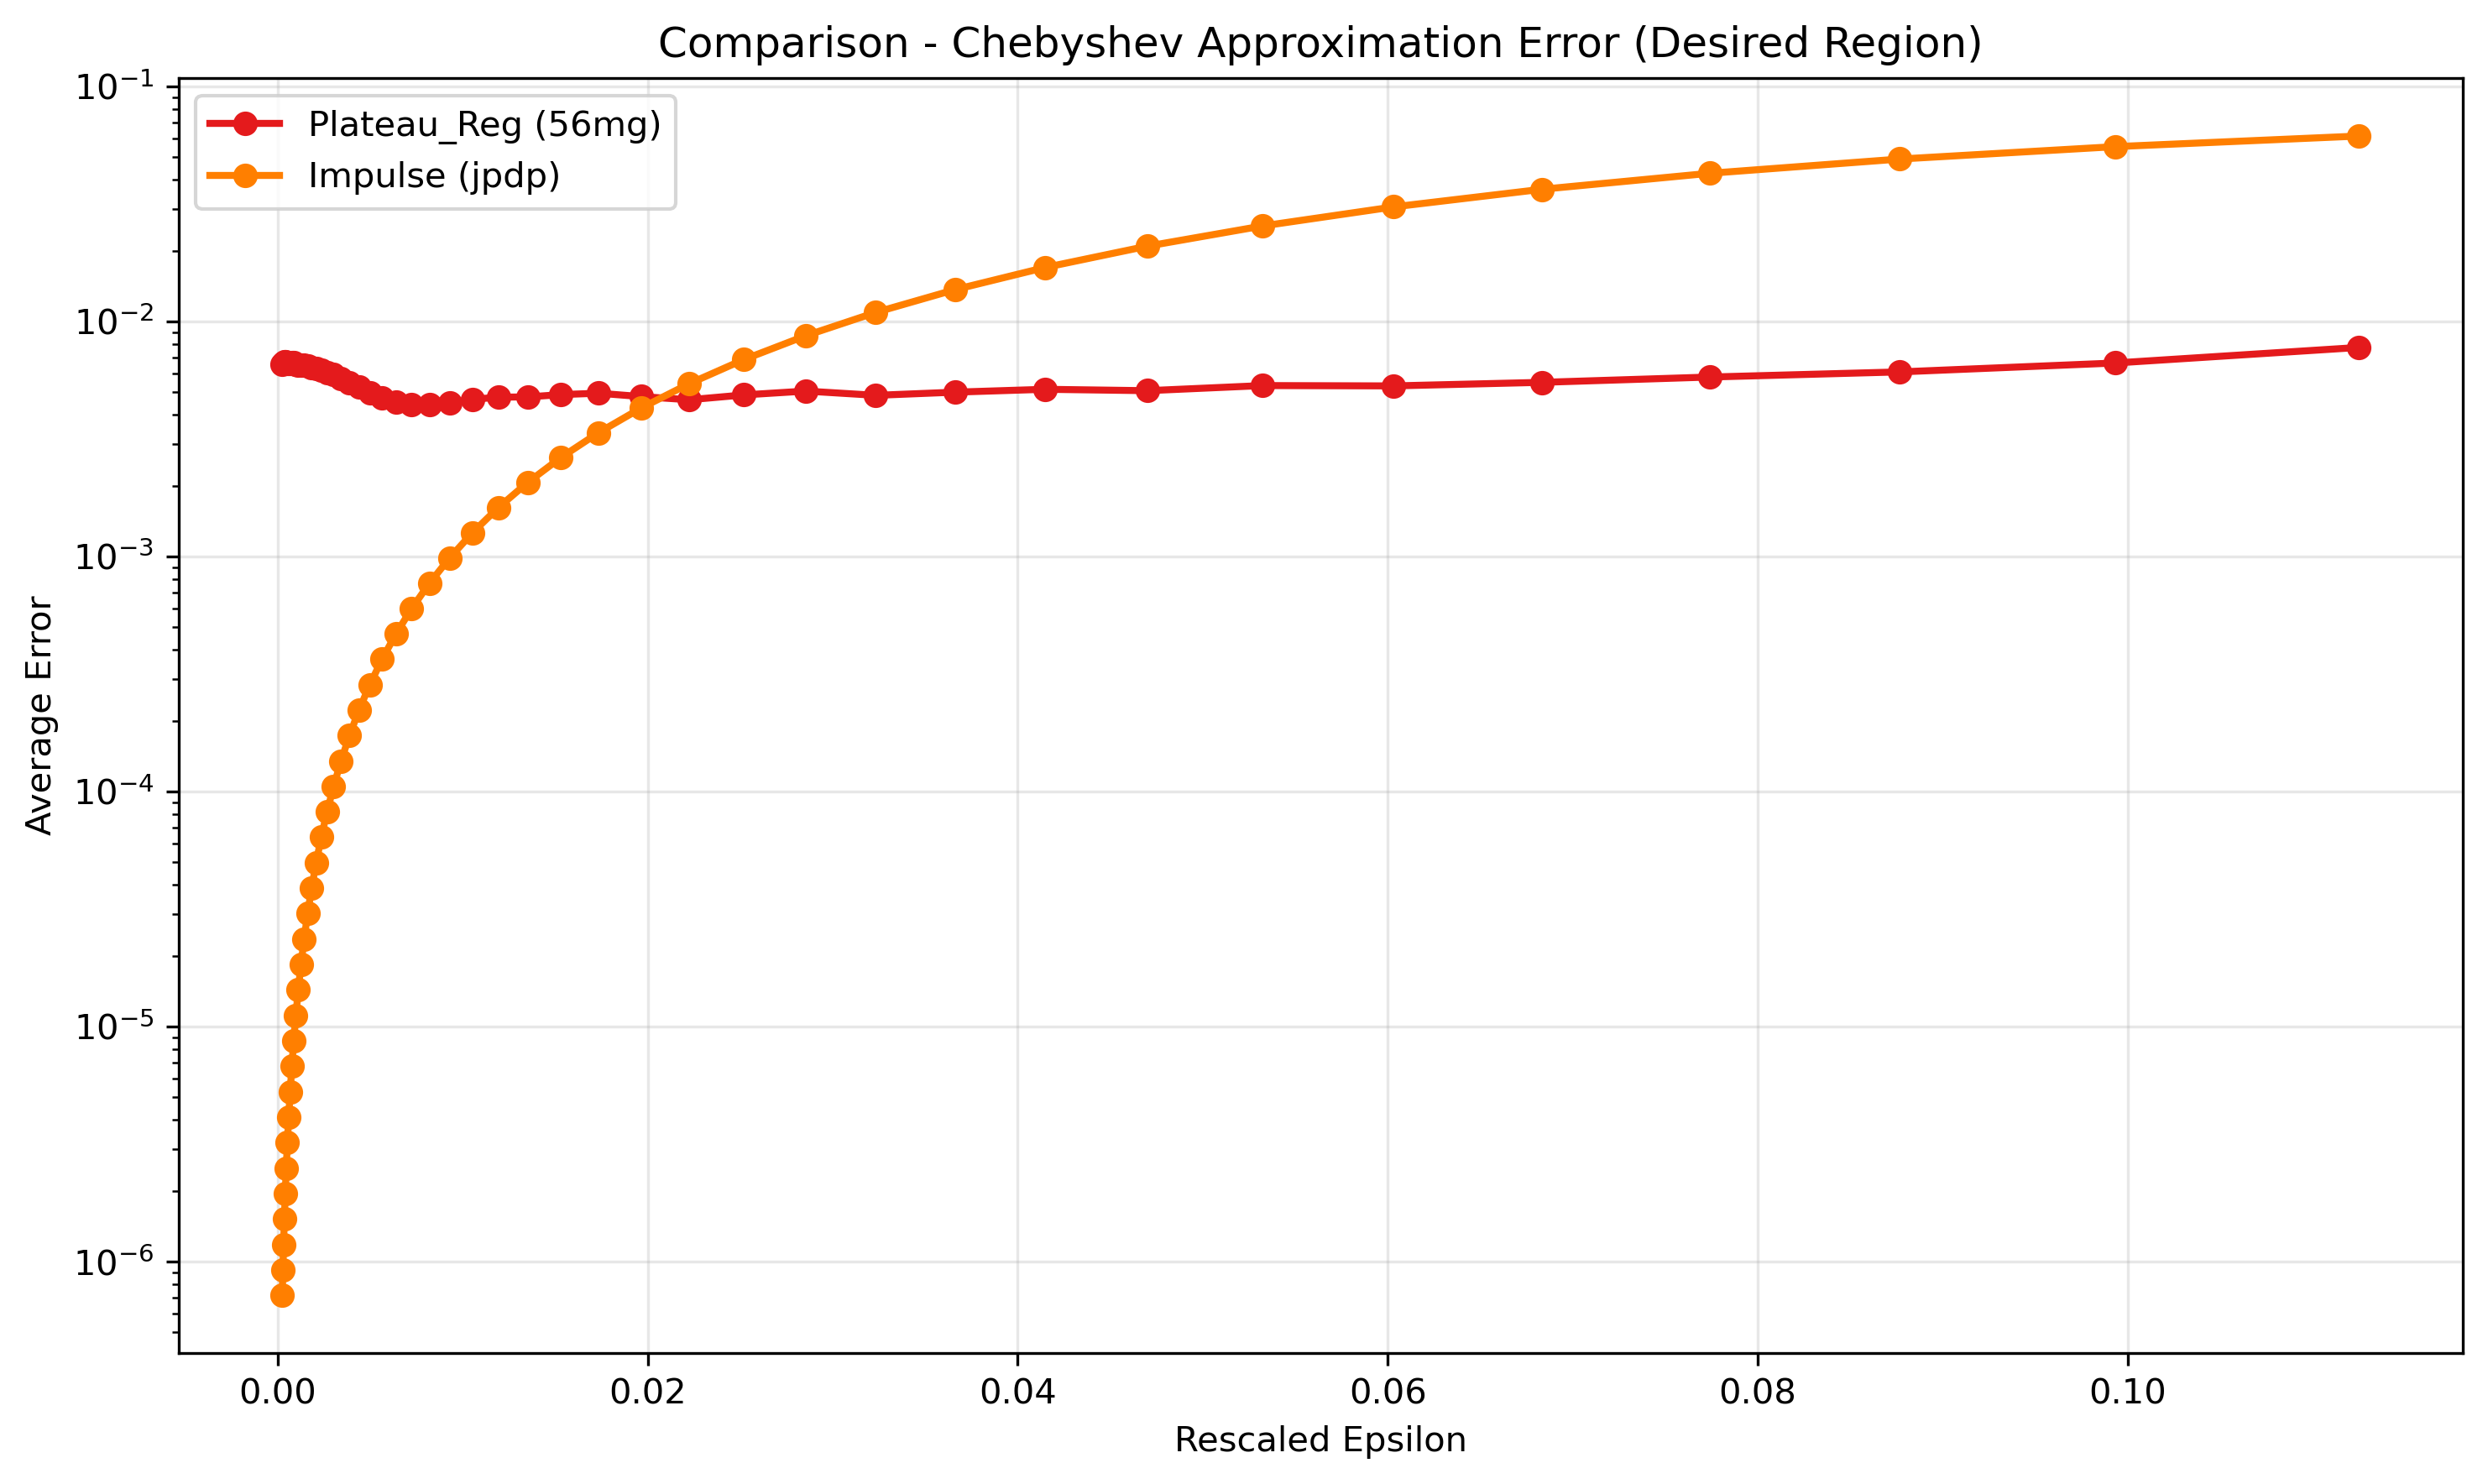 Comparison - Chebyshev Approximation Error (Desired Region)
Plateau_Reg (56mg)
Impulse (jpdp)
Average Error
10⁻¹
10⁻²
10⁻³
10⁻⁴
10⁻⁵
10⁻⁶
0.00 0.02 0.04 0.06 0.08 0.10
Rescaled Epsilon